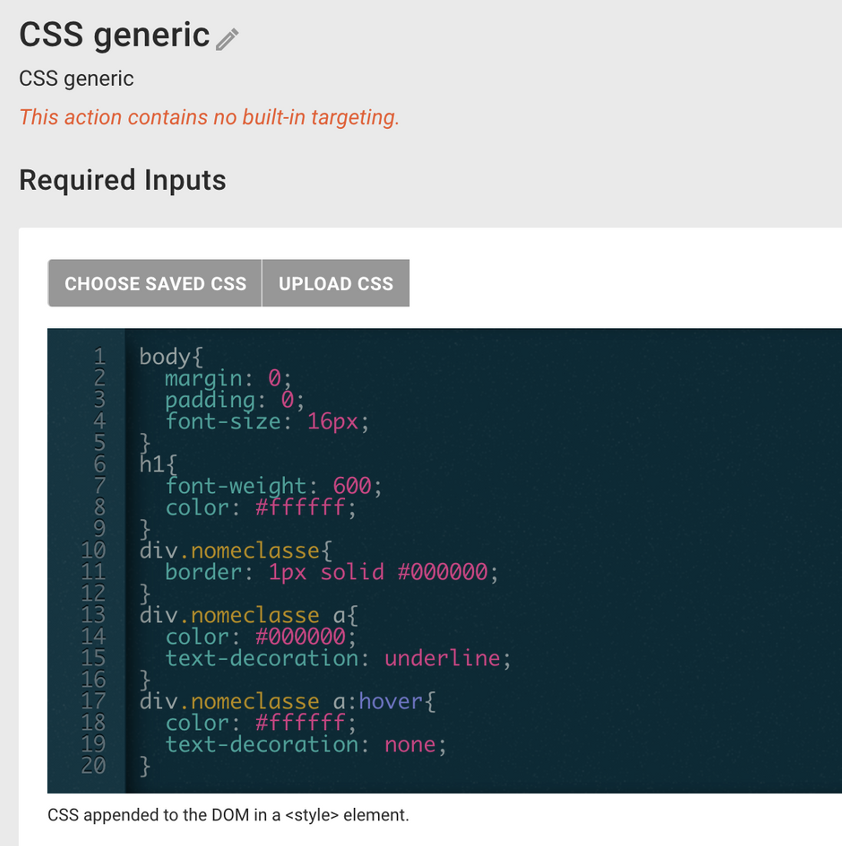 CSS generic
CSS generic
This action contains no built-in targeting.
Required Inputs
CHOOSE SAVED CSS UPLOAD CSS
1 body{
2 margin: 0;
3 padding: 0;
4 font-size: 16px;
5 }
6 h1{
7 font-weight: 600;
8 color: #ffffff;
9 }
10 div.nomeclasse{
11 border: 1px solid #000000;
12 }
13 div.nomeclasse a{
14 color: #000000;
15 text-decoration: underline;
16 }
17 div.nomeclasse a:hover{
18 color: #ffffff;
19 text-decoration: none;
20 }
CSS appended to the DOM in a <style> element.